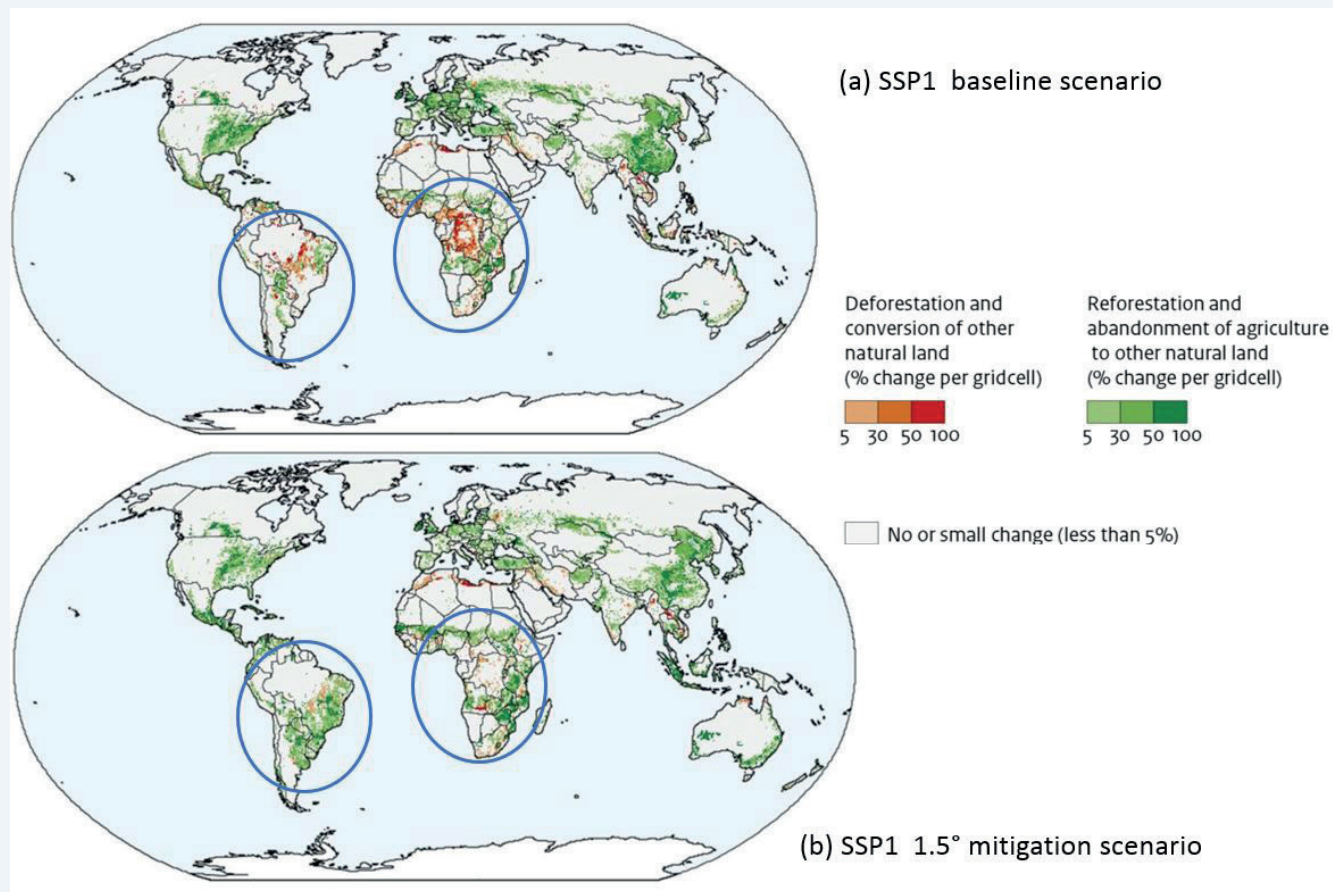 (a) SSP1 baseline scenario
Deforestation and
conversion of other
natural land
(% change per gridcell)
5 30 50 100
Reforestation and
abandonment of agriculture
to other natural land
(% change per gridcell)
5 30 50 100
No or small change (less than 5%)
(b) SSP1 1.5° mitigation scenario